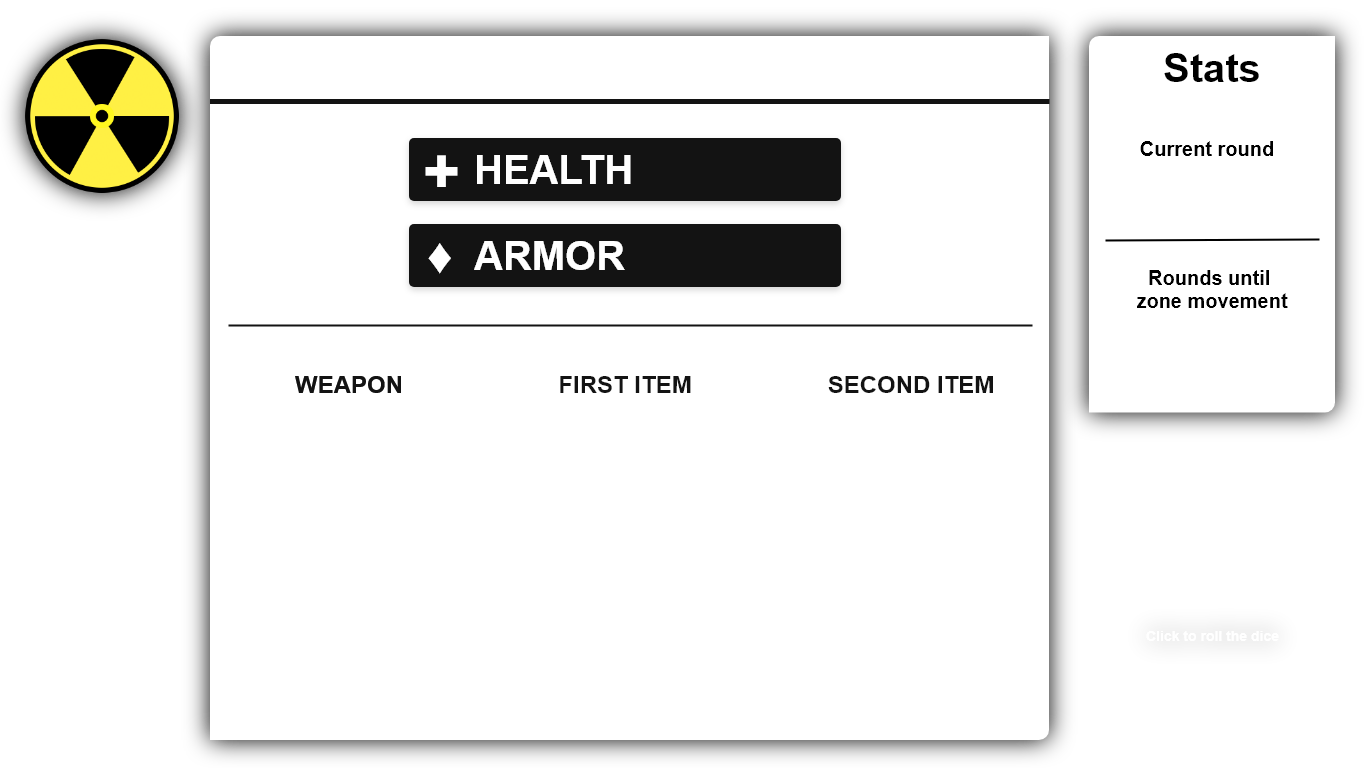 HEALTH
ARMOR
WEAPON
FIRST ITEM
SECOND ITEM
Stats
Current round
Rounds until
zone movement
Click to roll the dice